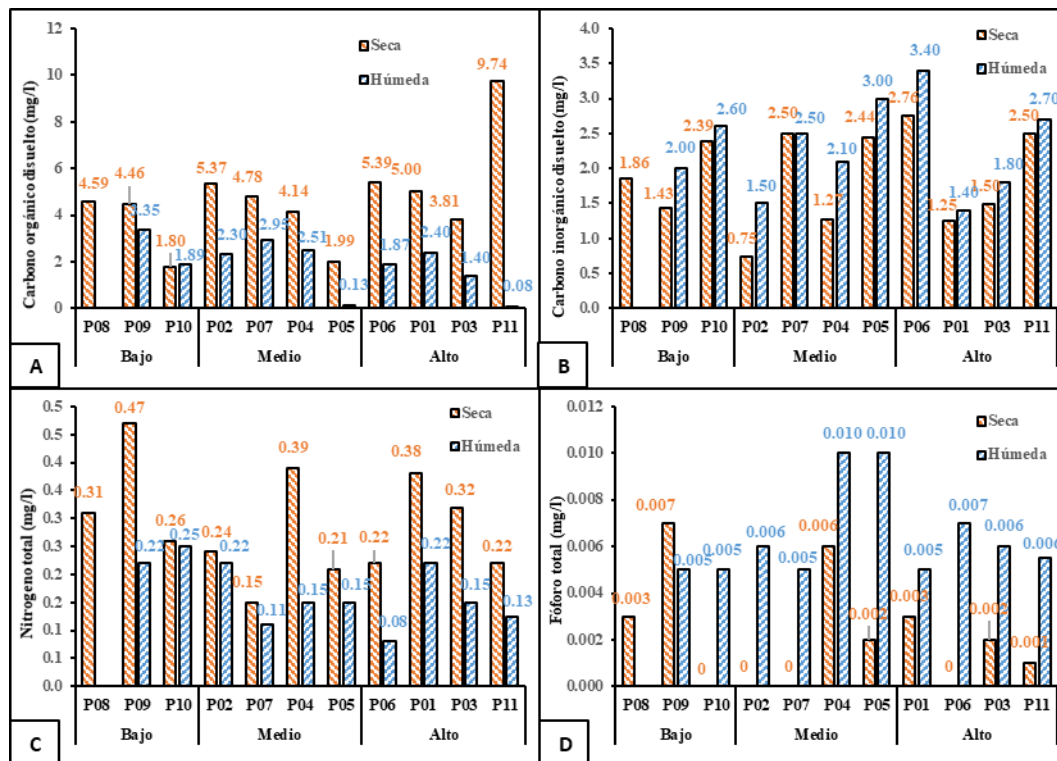 A
Carbono orgánico disuelto (mg/l)
12
10
8
6
4
2
0
Seca
Húmeda
4.59 4.46 3.35 1.80 1.89 5.37 2.30 4.78 2.95 4.14 2.51 1.99 0.13 5.39 1.87 5.00 2.40 3.81 1.40 9.74 0.08
P08 P09 P10 P02 P07 P04 P05 P06 P01 P03 P11
Bajo Medio Alto
B
Carbono inorgánico disuelto (mg/l)
4.0
3.5
3.0
2.5
2.0
1.5
1.0
0.5
0.0
Seca
Húmeda
1.86 1.43 2.00 2.39 2.60 0.75 1.50 2.50 2.50 1.27 2.10 2.44 3.00 2.76 3.40 1.25 1.40 1.50 1.80 2.50 2.70
P08 P09 P10 P02 P07 P04 P05 P06 P01 P03 P11
Bajo Medio Alto
C
Nitrogeno total (mg/l)
0.5
0.5
0.4
0.4
0.3
0.3
0.2
0.2
0.1
0.1
0.0
Seca
Húmeda
0.31 0.47 0.22 0.26 0.25 0.24 0.22 0.15 0.11 0.39 0.15 0.21 0.15 0.22 0.08 0.38 0.22 0.32 0.15 0.22 0.13
P08 P09 P10 P02 P07 P04 P05 P06 P01 P03 P11
Bajo Medio Alto
D
Fóforo total (mg/l)
0.012
0.010
0.008
0.006
0.004
0.002
0.000
Seca
Húmeda
0.003 0.007 0.005 0 0.005 0 0.006 0 0.005 0.006 0.010 0.002 0.010 0.003 0.005 0 0.007 0.002 0.006 0.001 0.006
P08 P09 P10 P02 P07 P04 P05 P01 P06 P03 P11
Bajo Medio Alto